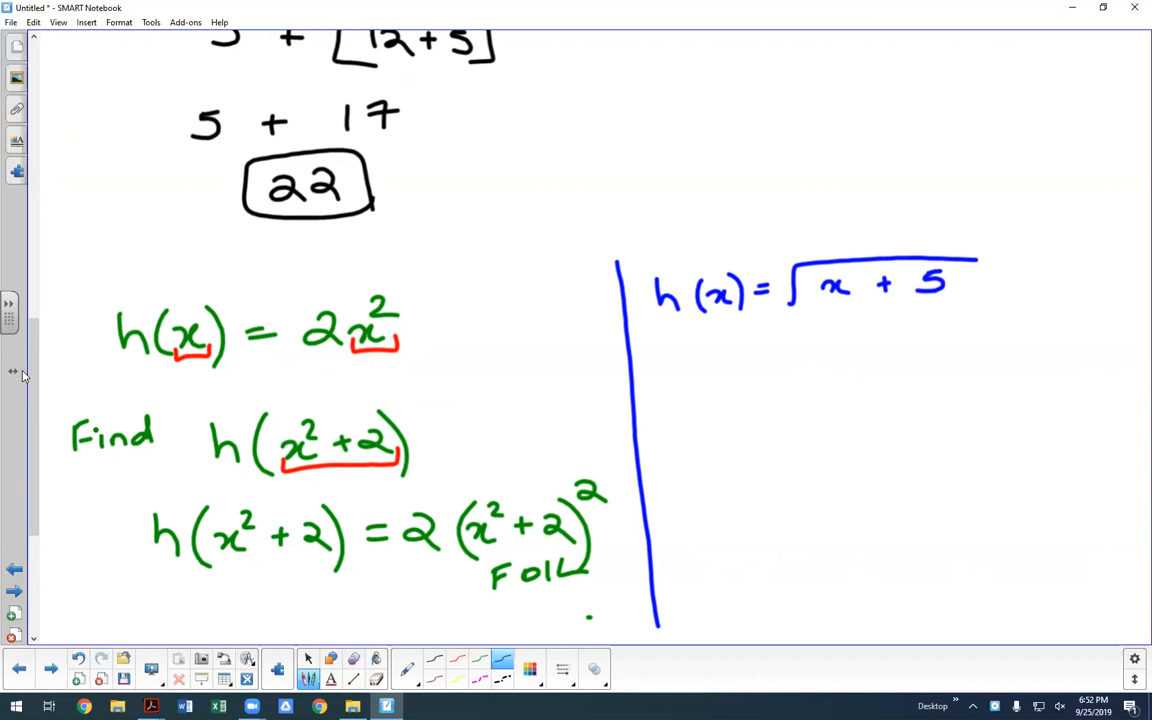 Untitled * - SMART Notebook
File Edit View Insert Format Tools Add-ons Help
5 + [12+5]
5 + 17
22
h(x) = 2x²
Find h(x² + 2)
h(x² + 2) = 2 (x² + 2)²
FOIL
h(x) = √x + 5
Desktop
6:52 PM
9/25/2019